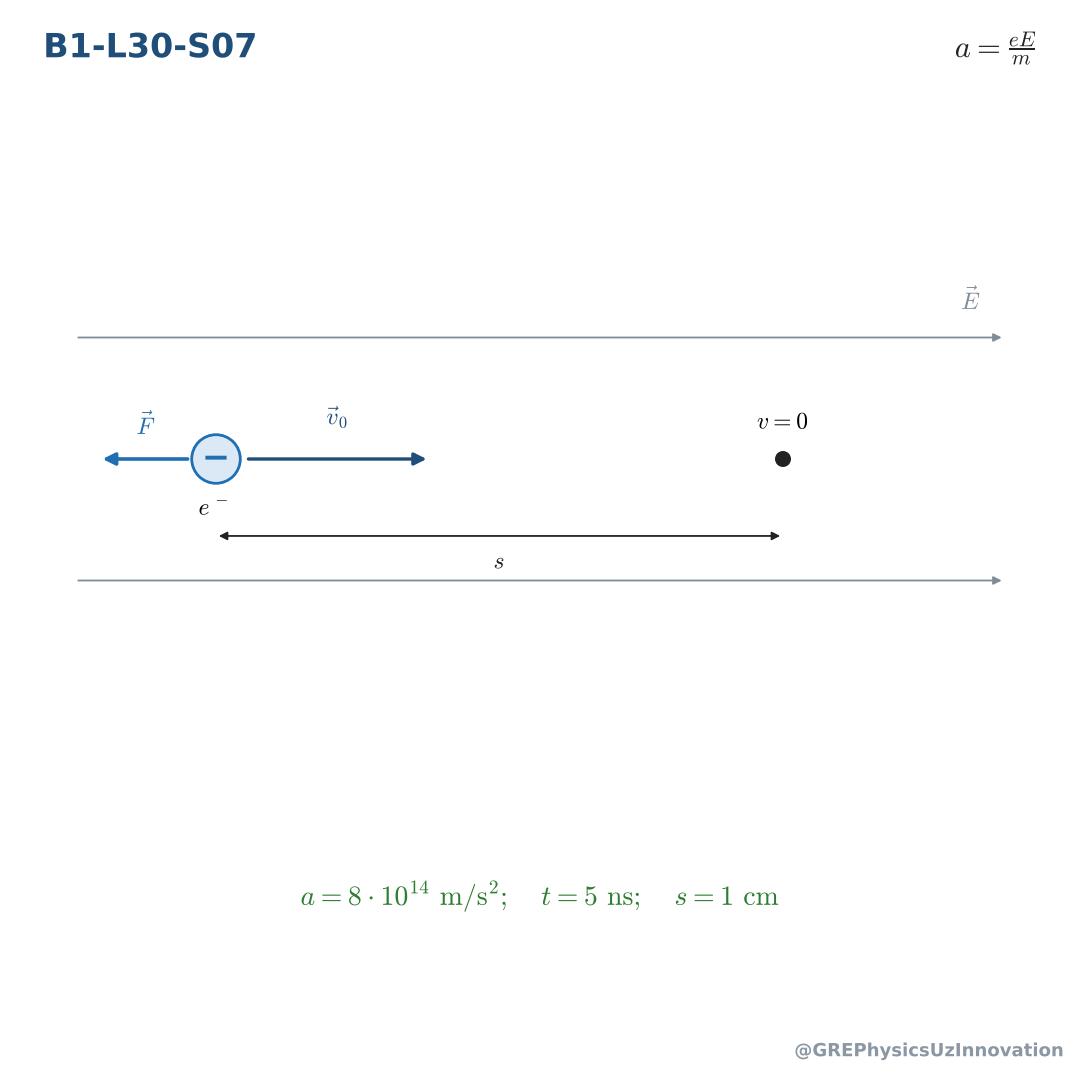 B1-L30-S07
a = eE/m
E⃗
F⃗
v⃗₀
v = 0
−
e⁻
s
a = 8 · 10¹⁴ m/s²; t = 5 ns; s = 1 cm
@GREPhysicsUzInnovation